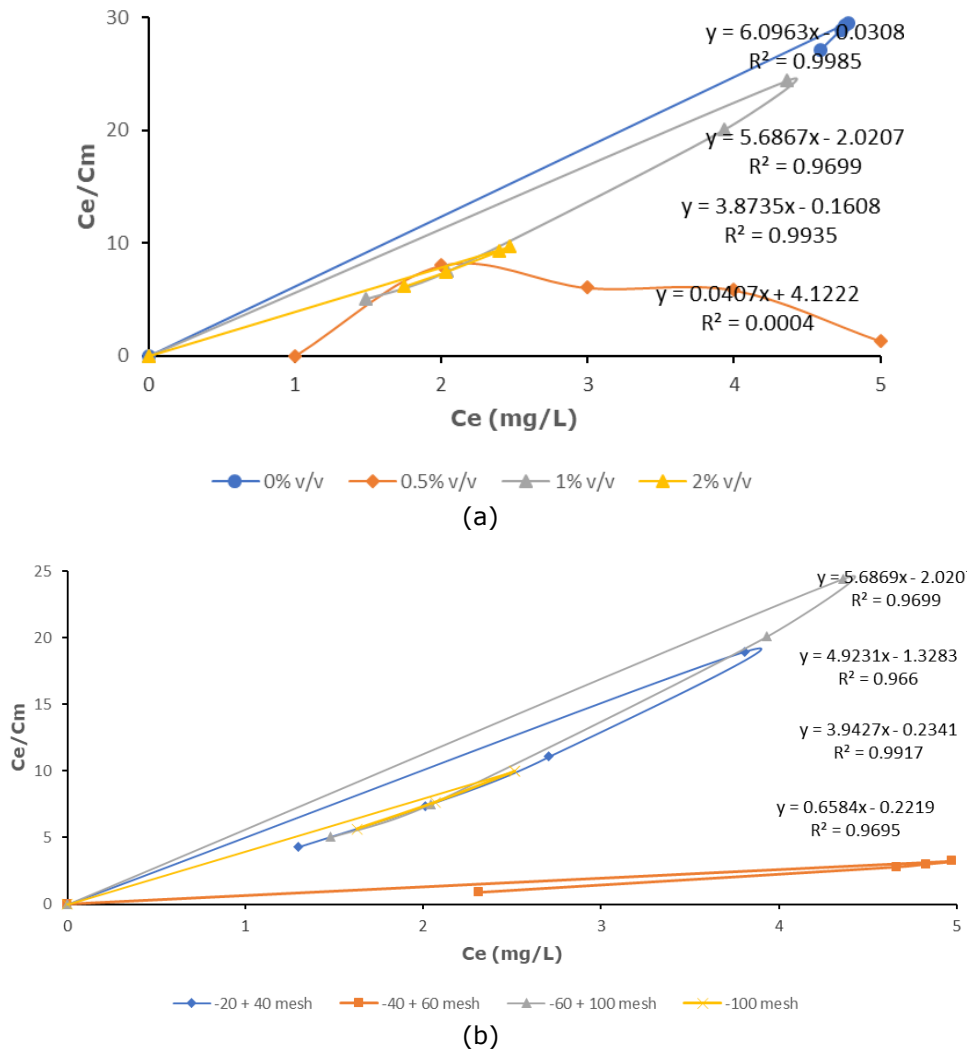 (a)
30
20
10
0
Ce/Cm
y = 6.0963x - 0.0308
R² = 0.9985
y = 5.6867x - 2.0207
R² = 0.9699
y = 3.8735x - 0.1608
R² = 0.9935
y = 0.0407x + 4.1222
R² = 0.0004
0 1 2 3 4 5
Ce (mg/L)
0% v/v 0.5% v/v 1% v/v 2% v/v
(a)
(b)
25
20
15
10
5
0
Ce/Cm
y = 5.6869x - 2.0207
R² = 0.9699
y = 4.9231x - 1.3283
R² = 0.966
y = 3.9427x - 0.2341
R² = 0.9917
y = 0.6584x - 0.2219
R² = 0.9695
0 1 2 3 4 5
Ce (mg/L)
-20 + 40 mesh -40 + 60 mesh -60 + 100 mesh -100 mesh
(b)